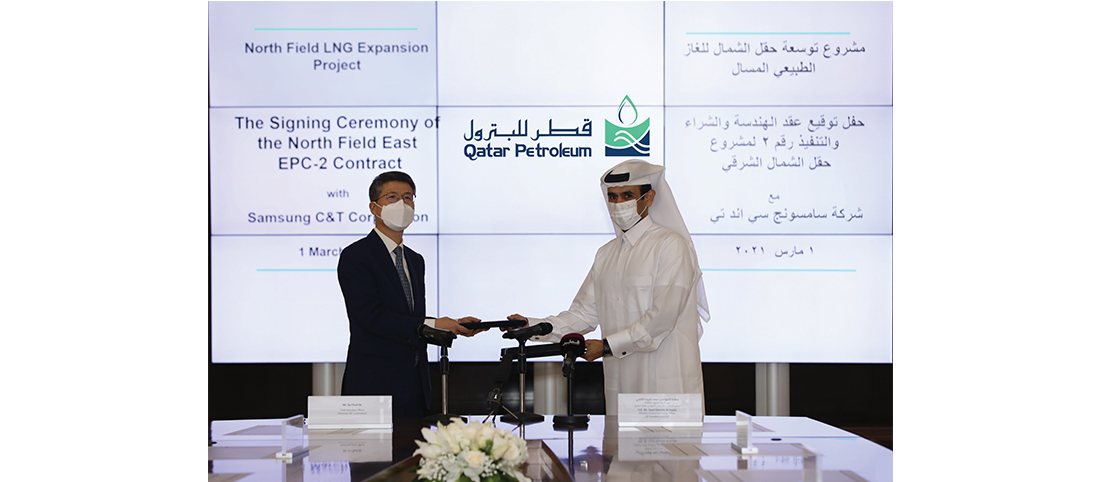 North Field LNG Expansion
Project
The Signing Ceremony of
the North Field East
EPC-2 Contract
with
Samsung C&T
1 March
قطر للبترول
Qatar Petroleum
مشروع توسعة حقل الشمال للغاز
الطبيعي المسال
حفل توقيع عقد الهندسة والشراء
والتنفيذ رقم ٢ لمشروع
حقل الشمال الشرقي
مع
شركة سامسونج سي اند تي
١ مارس ٢٠٢١